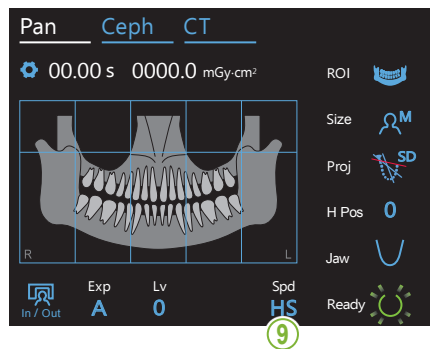 Pan Ceph CT
00.00 s 0000.0 mGy·cm²
ROI
Size M
Proj SD
H Pos 0
R L
Jaw
In / Out
Exp Lv Spd
A 0 HS
Ready
9